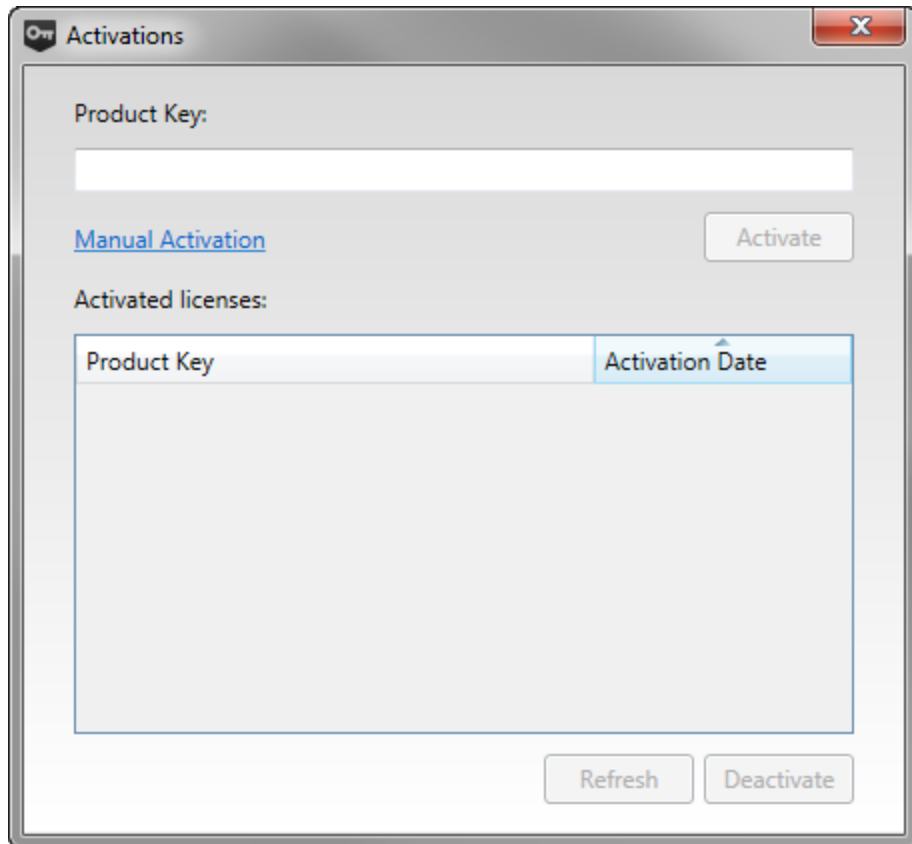 Activations
Product Key:
Manual Activation
Activate
Activated licenses:
Product Key
Activation Date
Refresh
Deactivate